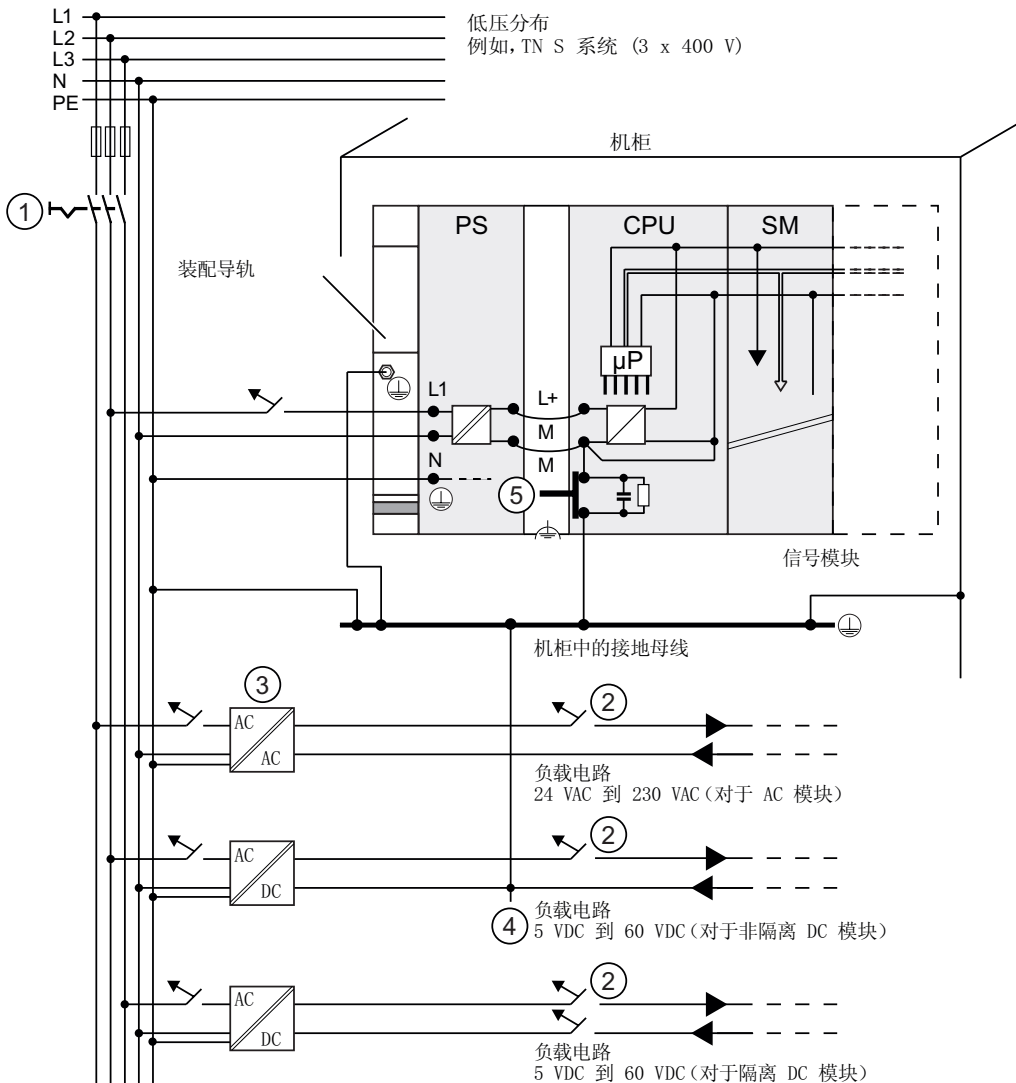 L1
L2
L3
N
PE
低压分布
例如，TN S 系统 (3 x 400 V)
机柜
①
PS
CPU
SM
装配导轨
µP
L1
L+
M
N
M
⑤
信号模块
机柜中的接地母线
③
②
AC
AC
负载电路
24 VAC 到 230 VAC（对于 AC 模块）
②
AC
DC
④
负载电路
5 VDC 到 60 VDC（对于非隔离 DC 模块）
②
AC
DC
负载电路
5 VDC 到 60 VDC（对于隔离 DC 模块）